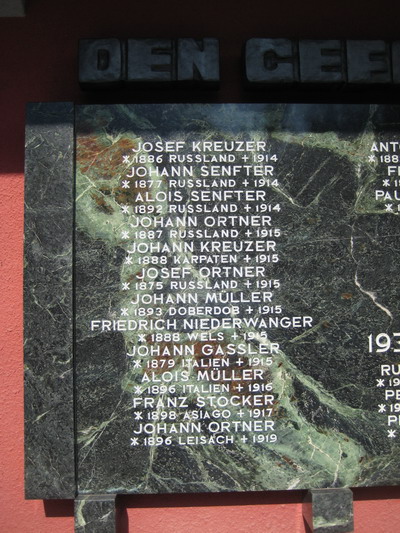 DEN GEF
JOSEF KREUZER
* 1886 RUSSLAND + 1914
JOHANN SENFTER
* 1877 RUSSLAND + 1914
ALOIS SENFTER
* 1892 RUSSLAND + 1914
JOHANN ORTNER
* 1887 RUSSLAND + 1915
JOHANN KREUZER
* 1888 KARPATEN + 1915
JOSEF ORTNER
* 1875 RUSSLAND + 1915
JOHANN MÜLLER
* 1893 DOBERDOB + 1915
FRIEDRICH NIEDERWANGER
* 1888 WELS + 1915
JOHANN GASSLER
* 1879 ITALIEN + 1915
ALOIS MÜLLER
* 1896 ITALIEN + 1916
FRANZ STOCKER
* 1898 ASIAGO + 1917
JOHANN ORTNER
* 1896 LEISACH + 1919